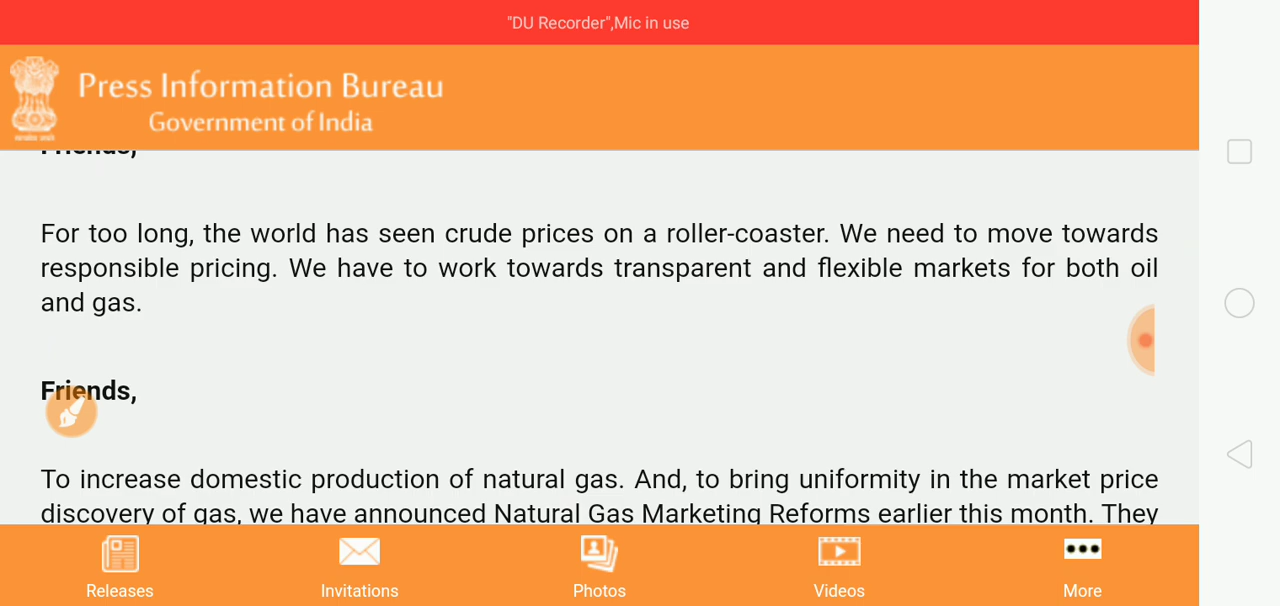 "DU Recorder",Mic in use
Press Information Bureau
Government of India
Friends,
For too long, the world has seen crude prices on a roller-coaster. We need to move towards
responsible pricing. We have to work towards transparent and flexible markets for both oil
and gas.
Friends,
To increase domestic production of natural gas. And, to bring uniformity in the market price
discovery of gas, we have announced Natural Gas Marketing Reforms earlier this month. They
Releases
Invitations
Photos
Videos
More